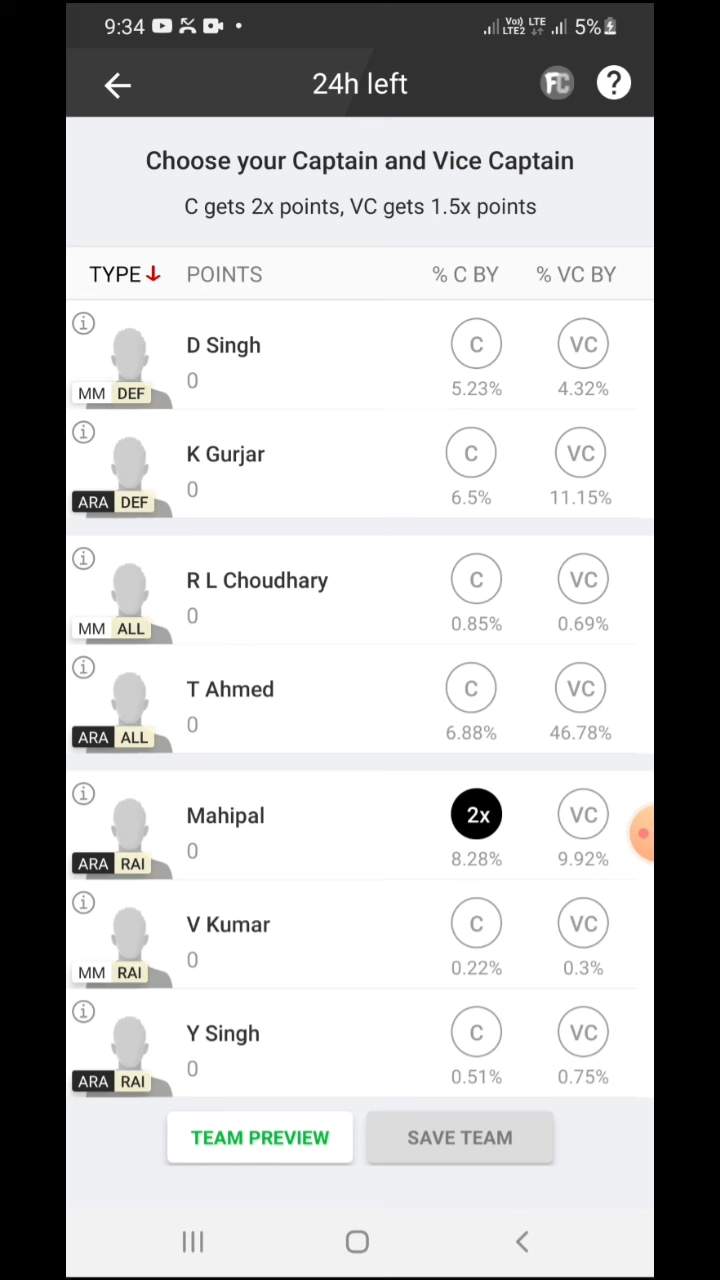 9:34 Vo) LTE LTE2 5%
24h left FC ?
Choose your Captain and Vice Captain
C gets 2x points, VC gets 1.5x points
TYPE POINTS % C BY % VC BY
D Singh C VC
0 5.23% 4.32%
MM DEF
K Gurjar C VC
0 6.5% 11.15%
ARA DEF
R L Choudhary C VC
0 0.85% 0.69%
MM ALL
T Ahmed C VC
0 6.88% 46.78%
ARA ALL
Mahipal 2x VC
0 8.28% 9.92%
ARA RAI
V Kumar C VC
0 0.22% 0.3%
MM RAI
Y Singh C VC
0 0.51% 0.75%
ARA RAI
TEAM PREVIEW SAVE TEAM